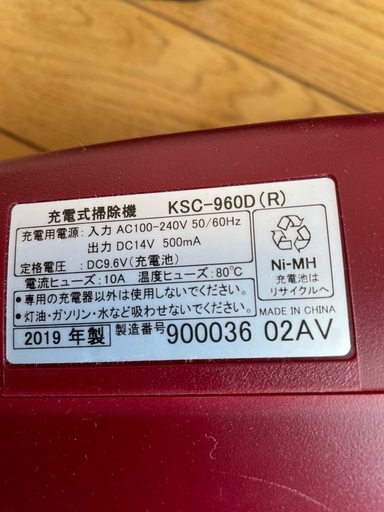 充電式掃除機 KSC-960D(R)
充電用電源：入力 AC100-240V 50/60Hz
出力 DC14V 500mA
定格電圧：DC9.6V(充電池)
電流ヒューズ：10A 温度ヒューズ：80℃
●専用の充電器以外は使用しないでください。
●灯油・ガソリン・水など吸わせないでください。
Ni-MH
充電池は
リサイクルへ
2019 年製 製造番号 900036 02AV
MADE IN CHINA